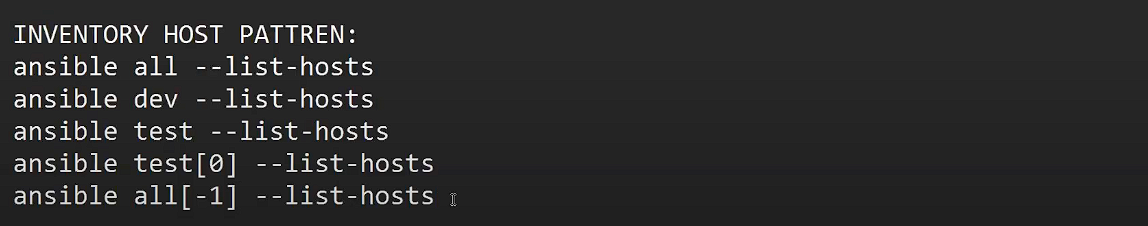 INVENTORY HOST PATTREN:
ansible all --list-hosts
ansible dev --list-hosts
ansible test --list-hosts
ansible test[0] --list-hosts
ansible all[-1] --list-hosts